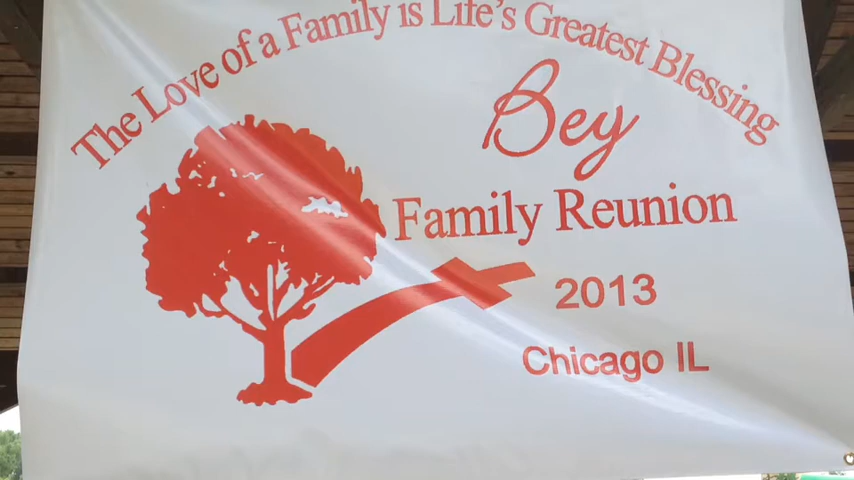 The Love of a Family is Life's Greatest Blessing
Bey
Family Reunion
2013
Chicago IL